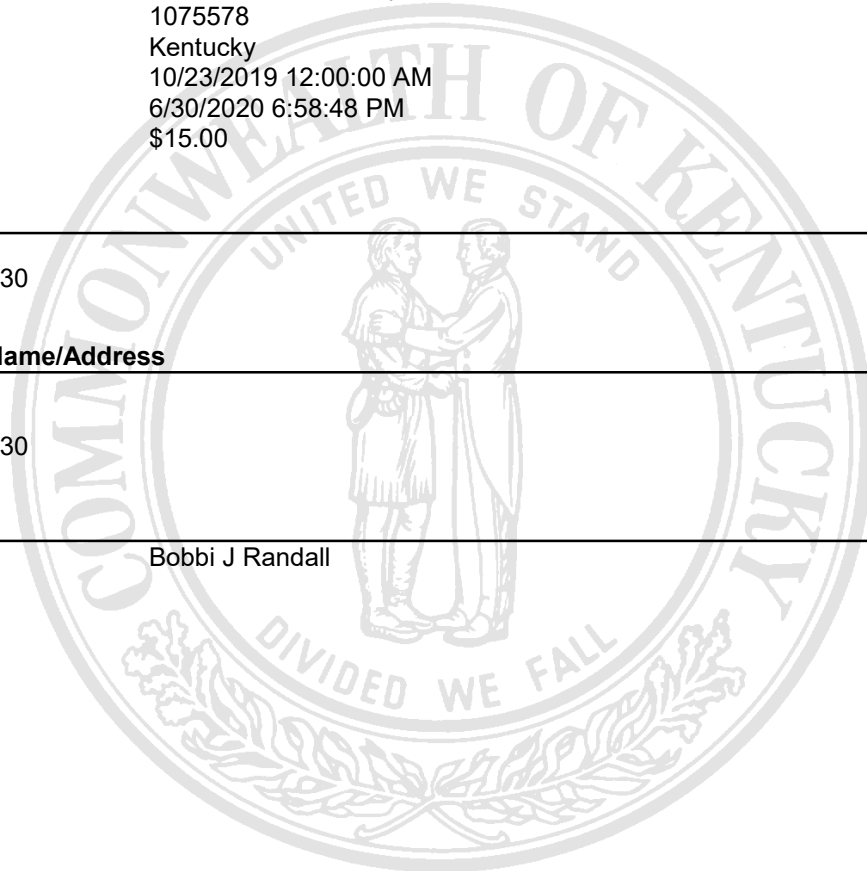 1075578
Kentucky
10/23/2019 12:00:00 AM
6/30/2020 6:58:48 PM
$15.00
COMMONWEALTH OF KENTUCKY
UNITED WE STAND
30
ame/Address
30
Bobbi J Randall
DIVIDED WE FALL